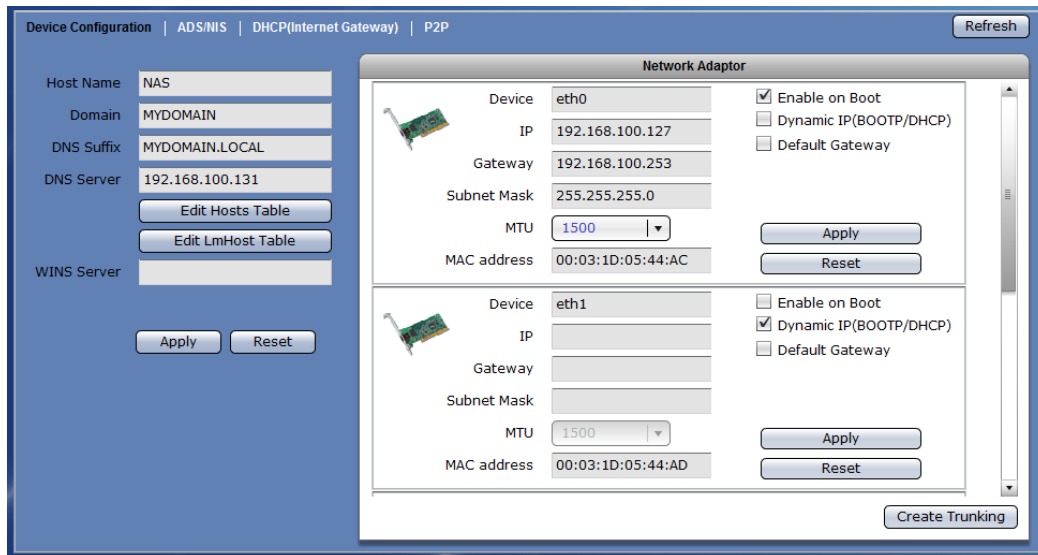 Device Configuration | ADS/NIS | DHCP(Internet Gateway) | P2P
Refresh
Host Name NAS
Domain MYDOMAIN
DNS Suffix MYDOMAIN.LOCAL
DNS Server 192.168.100.131
Edit Hosts Table
Edit LmHost Table
WINS Server
Apply Reset
Network Adaptor
Device eth0 Enable on Boot
IP 192.168.100.127 Dynamic IP(BOOTP/DHCP)
Gateway 192.168.100.253 Default Gateway
Subnet Mask 255.255.255.0
MTU 1500 Apply
MAC address 00:03:1D:05:44:AC Reset
Device eth1 Enable on Boot
IP Dynamic IP(BOOTP/DHCP)
Gateway Default Gateway
Subnet Mask
MTU 1500 Apply
MAC address 00:03:1D:05:44:AD Reset
Create Trunking